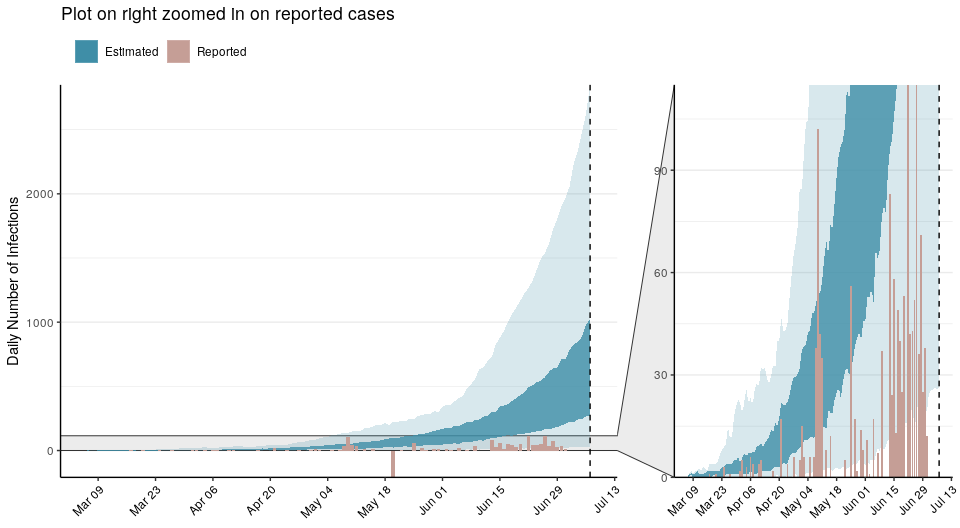 Plot on right zoomed in on reported cases
Estimated Reported
Daily Number of Infections
2000
1000
0
Mar 09 Mar 23 Apr 06 Apr 20 May 04 May 18 Jun 01 Jun 15 Jun 29 Jul 13
90
60
30
0
Mar 09 Mar 23 Apr 06 Apr 20 May 04 May 18 Jun 01 Jun 15 Jun 29 Jul 13